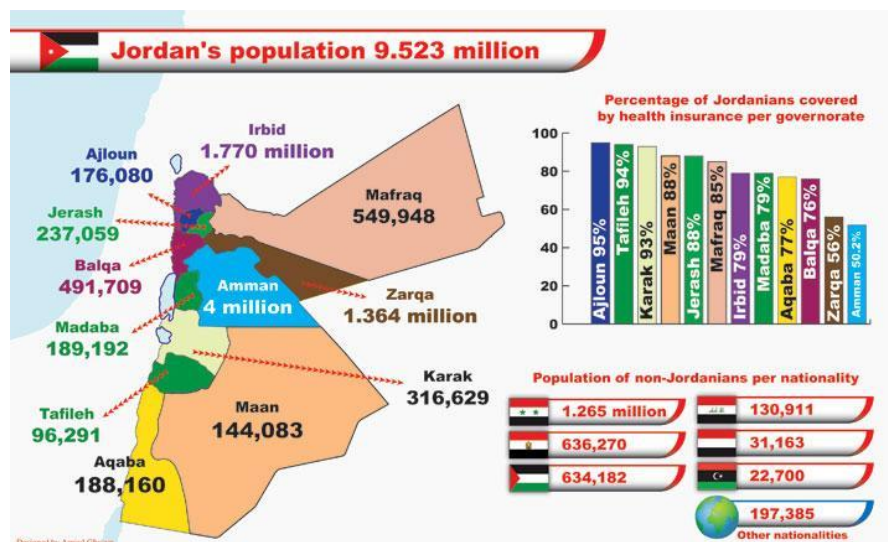 Jordan's population 9.523 million
Irbid
1.770 million
Ajloun
176,080
Jerash
237,059
Balqa
491,709
Madaba
189,192
Tafileh
96,291
Aqaba
188,160
Mafraq
549,948
Amman
4 million
Zarqa
1.364 million
Karak
316,629
Maan
144,083
Percentage of Jordanians covered
by health insurance per governorate
100
80
60
40
20
0
Ajloun 95%
Tafileh 94%
Karak 93%
Maan 88%
Jerash 88%
Mafraq 85%
Irbid 79%
Madaba 79%
Aqaba 77%
Balqa 76%
Zarqa 56%
Amman 50.2%
Population of non-Jordanians per nationality
1.265 million
636,270
634,182
130,911
31,163
22,700
197,385
Other nationalities